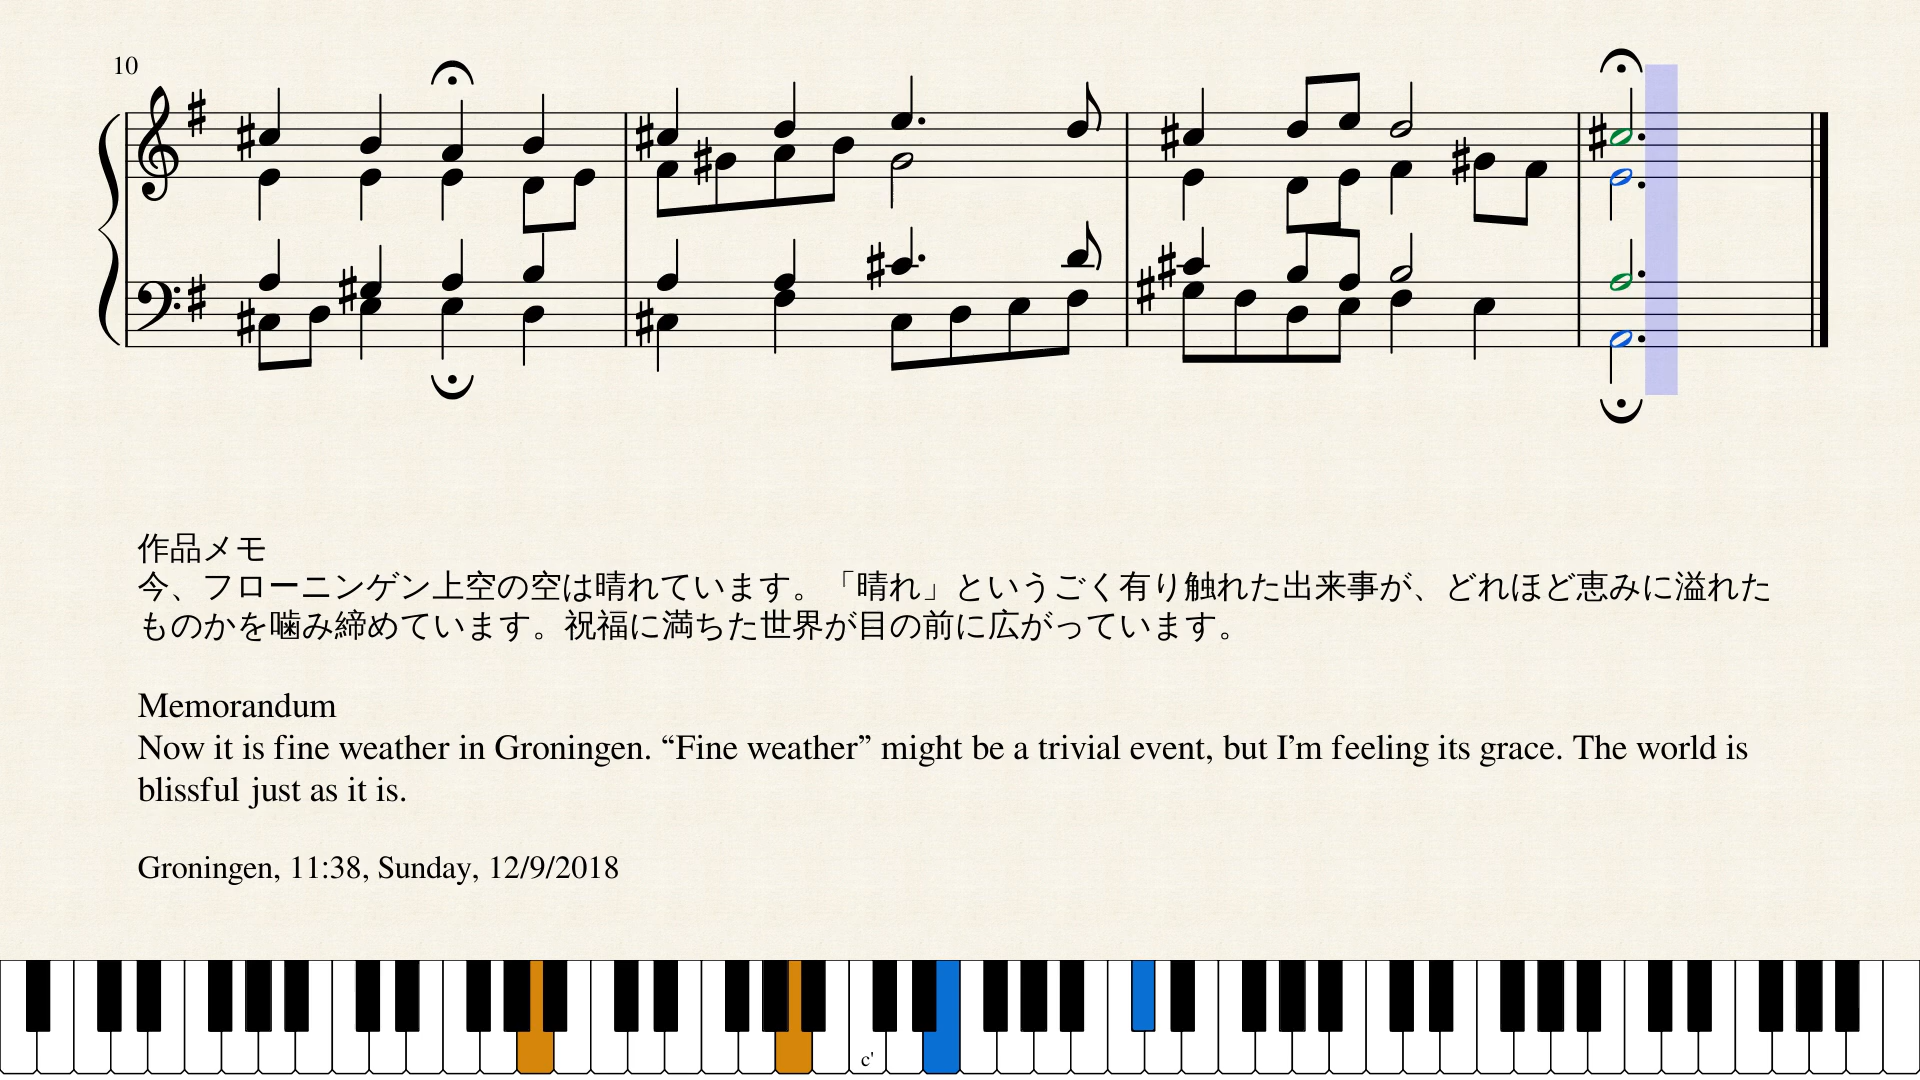 10
作品メモ
今、フローニンゲン上空の空は晴れています。「晴れ」というごく有り触れた出来事が、どれほど恵みに溢れた
ものかを噛み締めています。祝福に満ちた世界が目の前に広がっています。
Memorandum
Now it is fine weather in Groningen. “Fine weather” might be a trivial event, but I’m feeling its grace. The world is
blissful just as it is.
Groningen, 11:38, Sunday, 12/9/2018
c'